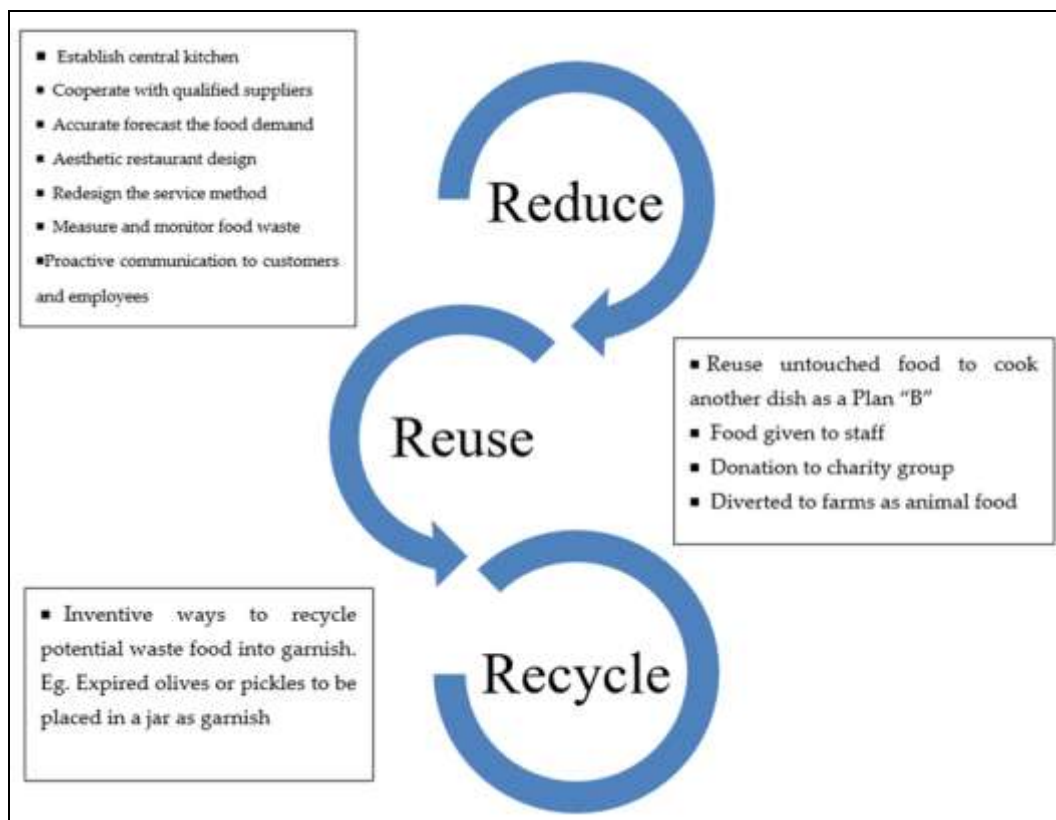 ▪ Establish central kitchen
▪ Cooperate with qualified suppliers
▪ Accurate forecast the food demand
▪ Aesthetic restaurant design
▪ Redesign the service method
▪ Measure and monitor food waste
▪Proactive communication to customers
and employees
Reduce
Reuse
▪ Reuse untouched food to cook
another dish as a Plan “B”
▪ Food given to staff
▪ Donation to charity group
▪ Diverted to farms as animal food
▪ Inventive ways to recycle
potential waste food into garnish.
Eg. Expired olives or pickles to be
placed in a jar as garnish
Recycle